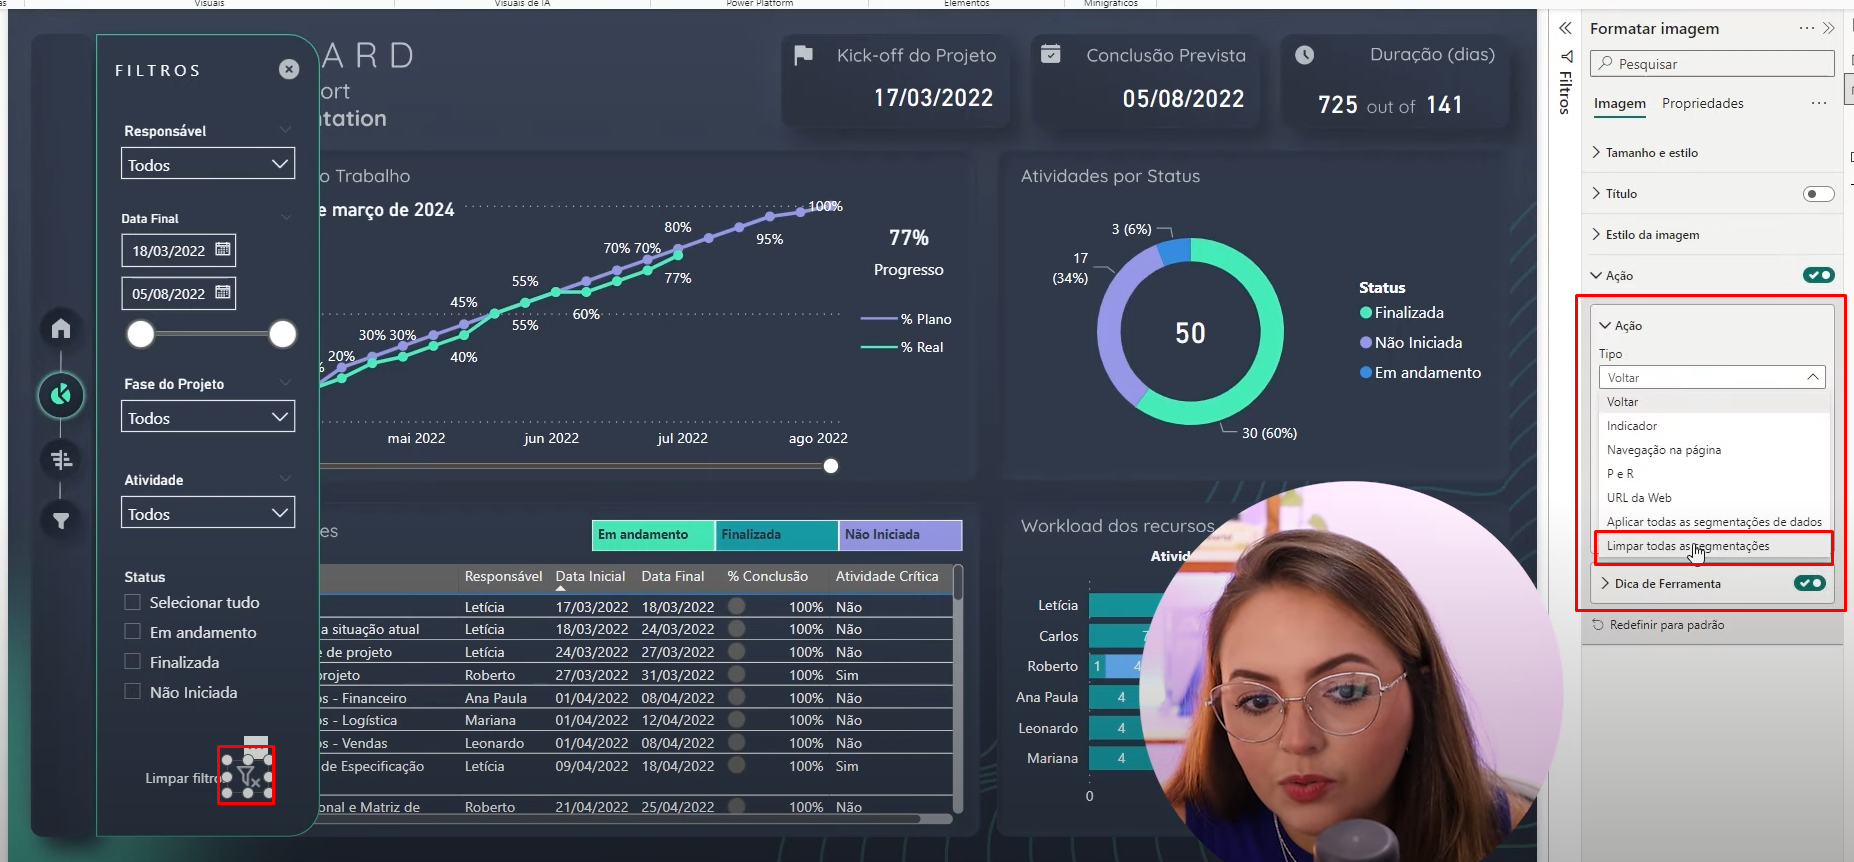 Visuais
Visuais de IA
Power Platform
Elementos
Minigráficos
FILTROS
Responsável
Todos
Data Final
18/03/2022
05/08/2022
Fase do Projeto
Todos
Atividade
Todos
Status
Selecionar tudo
Em andamento
Finalizada
Não Iniciada
Limpar filtro
ARD
ort
ntation
Kick-off do Projeto
17/03/2022
Conclusão Prevista
05/08/2022
Duração (dias)
725 out of 141
o Trabalho
e março de 2024
100%
80%
95%
70% 70%
77%
55%
60%
45%
55%
30% 30%
40%
20%
mai 2022
jun 2022
jul 2022
ago 2022
77%
Progresso
% Plano
% Real
Atividades por Status
3 (6%)
17
(34%)
50
30 (60%)
Status
Finalizada
Não Iniciada
Em andamento
es
Em andamento Finalizada Não Iniciada
Responsável Data Inicial Data Final % Conclusão Atividade Crítica
Letícia 17/03/2022 18/03/2022 100% Não
a situação atual Letícia 18/03/2022 24/03/2022 100% Não
e de projeto Letícia 24/03/2022 27/03/2022 100% Não
rojeto Roberto 27/03/2022 31/03/2022 100% Sim
os - Financeiro Ana Paula 01/04/2022 08/04/2022 100% Não
os - Logística Mariana 01/04/2022 12/04/2022 100% Não
os - Vendas Leonardo 01/04/2022 08/04/2022 100% Não
de Especificação Letícia 09/04/2022 18/04/2022 100% Sim
onal e Matriz de Roberto 21/04/2022 25/04/2022 100% Não
Workload dos recursos
Ativid
Letícia
Carlos 7
Roberto 1 4
Ana Paula 4
Leonardo 4
Mariana 4
0
Filtros
Formatar imagem
Pesquisar
Imagem Propriedades
Tamanho e estilo
Título
Estilo da imagem
Ação
Ação
Tipo
Voltar
Voltar
Indicador
Navegação na página
P e R
URL da Web
Aplicar todas as segmentações de dados
Limpar todas as segmentações
Dica de Ferramenta
Redefinir para padrão